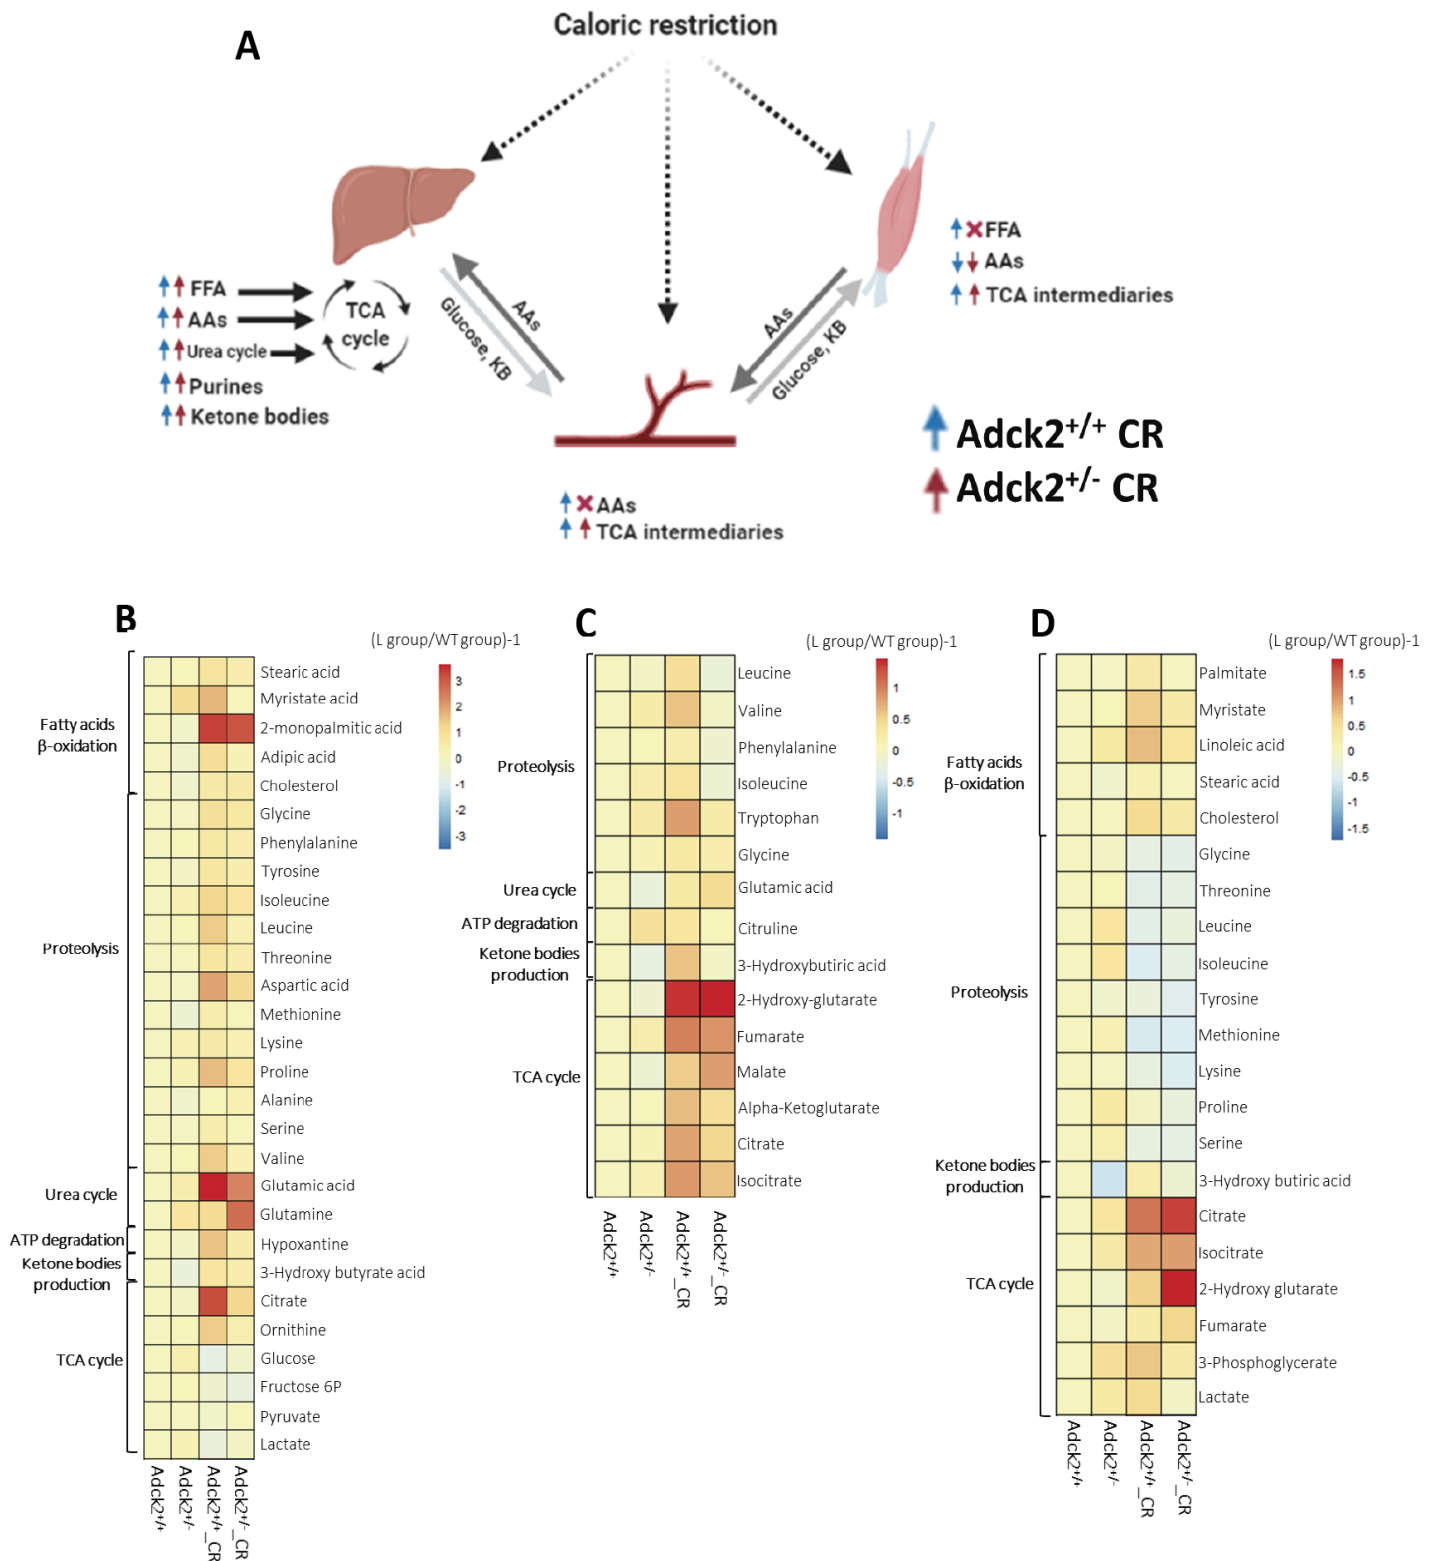 A
Caloric restriction
FFA
AAs
Urea cycle
Purines
Ketone bodies
TCA
cycle
AAs
Glucose, KB
AAs
Glucose, KB
FFA
AAs
TCA intermediaries
AAs
TCA intermediaries
Adck2+/+ CR
Adck2+/- CR
B
(L group/WT group)-1
3
2
1
0
-1
-2
-3
Fatty acids
β-oxidation
Proteolysis
Urea cycle
ATP degradation
Ketone bodies
production
TCA cycle
Stearic acid
Myristate acid
2-monopalmitic acid
Adipic acid
Cholesterol
Glycine
Phenylalanine
Tyrosine
Isoleucine
Leucine
Threonine
Aspartic acid
Methionine
Lysine
Proline
Alanine
Serine
Valine
Glutamic acid
Glutamine
Hypoxantine
3-Hydroxy butyrate acid
Citrate
Ornithine
Glucose
Fructose 6P
Pyruvate
Lactate
Adck2+/+
Adck2+/-
Adck2+/+_CR
Adck2+/-_CR
C
(L group/WT group)-1
1
0.5
0
-0.5
-1
Proteolysis
Urea cycle
ATP degradation
Ketone bodies
production
TCA cycle
Leucine
Valine
Phenylalanine
Isoleucine
Tryptophan
Glycine
Glutamic acid
Citruline
3-Hydroxybutiric acid
2-Hydroxy-glutarate
Fumarate
Malate
Alpha-Ketoglutarate
Citrate
Isocitrate
Adck2+/+
Adck2+/-
Adck2+/+_CR
Adck2+/-_CR
D
(L group/WT group)-1
1.5
1
0.5
0
-0.5
-1
-1.5
Fatty acids
β-oxidation
Proteolysis
Ketone bodies
production
TCA cycle
Palmitate
Myristate
Linoleic acid
Stearic acid
Cholesterol
Glycine
Threonine
Leucine
Isoleucine
Tyrosine
Methionine
Lysine
Proline
Serine
3-Hydroxy butiric acid
Citrate
Isocitrate
2-Hydroxy glutarate
Fumarate
3-Phosphoglycerate
Lactate
Adck2+/+
Adck2+/-
Adck2+/+_CR
Adck2+/-_CR